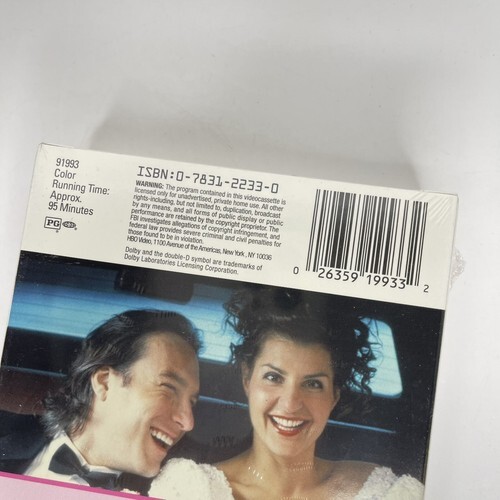 91993
Color
Running Time:
Approx.
95 Minutes
PG
ISBN:0-7831-2233-0
WARNING: The program contained in this videocassette is
licensed only for unadvertised, private home use. All other
rights-including, but not limited to, duplication, broadcast
by any means, and all forms of public display or public
performance are retained by the copyright proprietor. The
FBI investigates allegations of copyright infringement, and
federal law provides severe criminal and civil penalties for
those found to be in violation.
HBO Video, 1100 Avenue of the Americas, New York, NY 10036
Dolby and the double-D symbol are trademarks of
Dolby Laboratories Licensing Corporation.
0 26359 19933 2